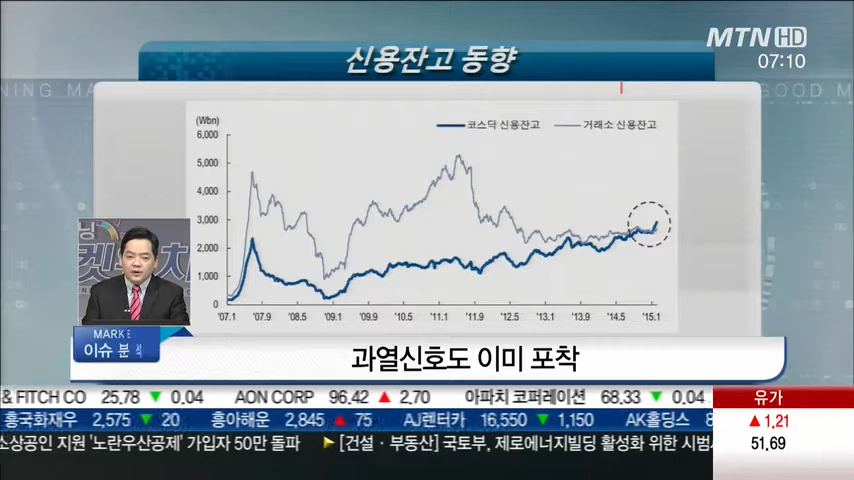 MTN HD
07:10
신용잔고 동향
NING MA
GOOD M
(Wbn)
코스닥 신용잔고
거래소 신용잔고
6,000
5,000
4,000
3,000
2,000
1,000
0
'07.1 '07.9 '08.5 '09.1 '09.9 '10.5 '11.1 '11.9 '12.5 '13.1 '13.9 '14.5 '15.1
MARKE
이슈 분석
과열신호도 이미 포착
& FITCH CO 25.78 ▼ 0.04 AON CORP 96.42 ▲ 2.70 아파치 코퍼레이션 68.33 ▼ 0.04
유가
흥국화재우 2,575 ▼ 20 흥아해운 2,845 ▲ 75 AJ렌터카 16,550 ▼ 1,150 AK홀딩스 8
▲ 1.21
소상공인 지원 '노란우산공제' 가입자 50만 돌파 ▶ [건설·부동산] 국토부, 제로에너지빌딩 활성화 위한 시범
51.69